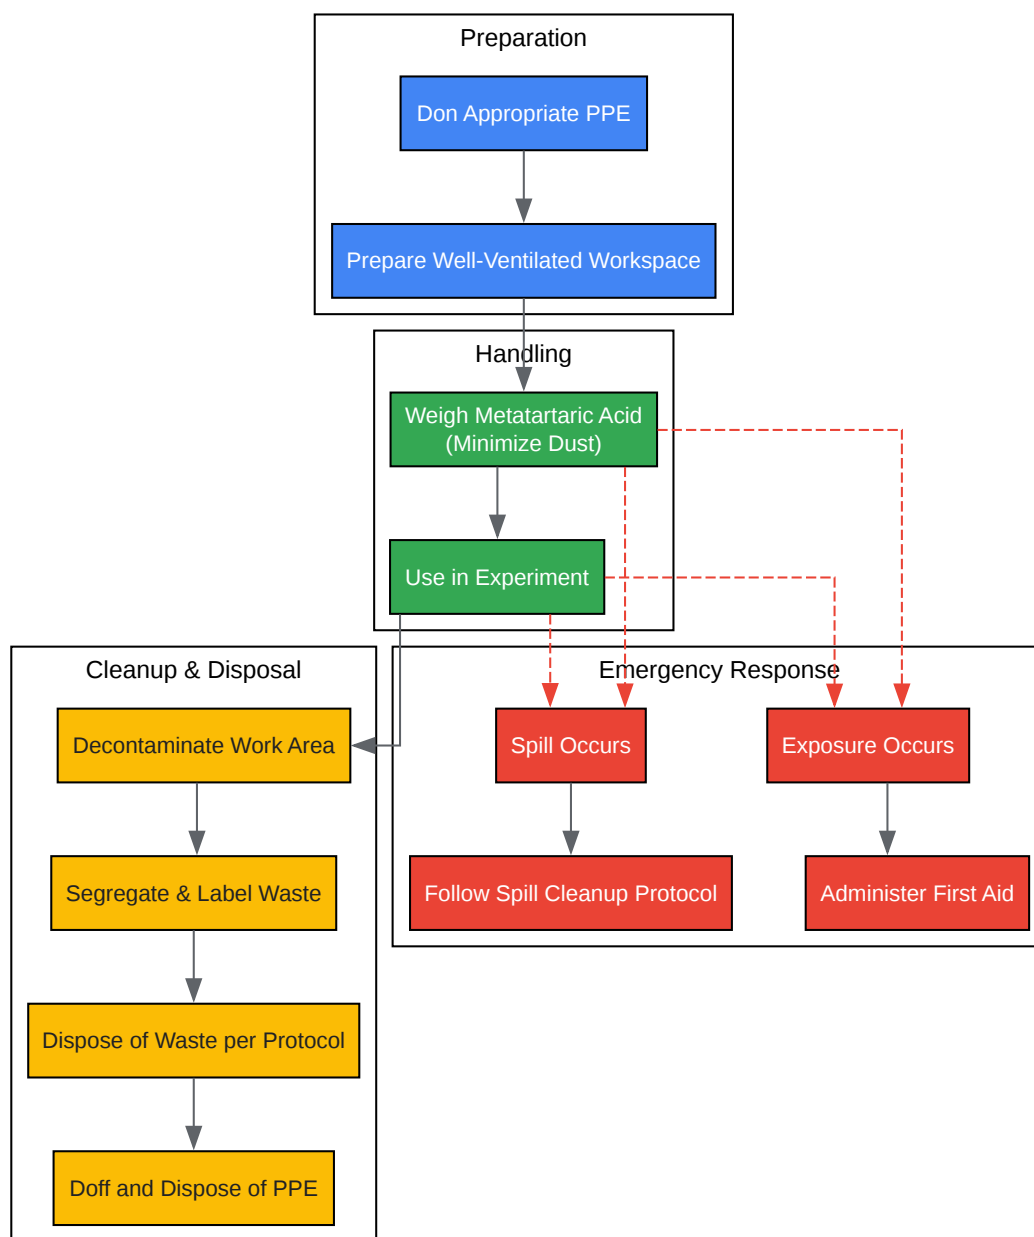 Preparation
Don Appropriate PPE
Prepare Well-Ventilated Workspace
Handling
Weigh Metatartaric Acid
(Minimize Dust)
Use in Experiment
Cleanup & Disposal
Decontaminate Work Area
Segregate & Label Waste
Dispose of Waste per Protocol
Doff and Dispose of PPE
Emergency Response
Spill Occurs
Exposure Occurs
Follow Spill Cleanup Protocol
Administer First Aid